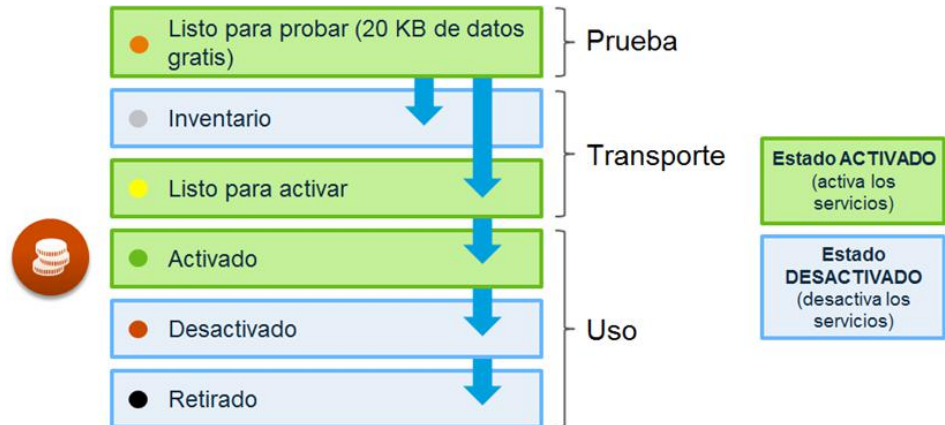 Listo para probar (20 KB de datos
gratis)
Prueba
Inventario
Transporte
Listo para activar
Activado
Desactivado
Uso
Retirado
Estado ACTIVADO
(activa los
servicios)
Estado
DESACTIVADO
(desactiva los
servicios)